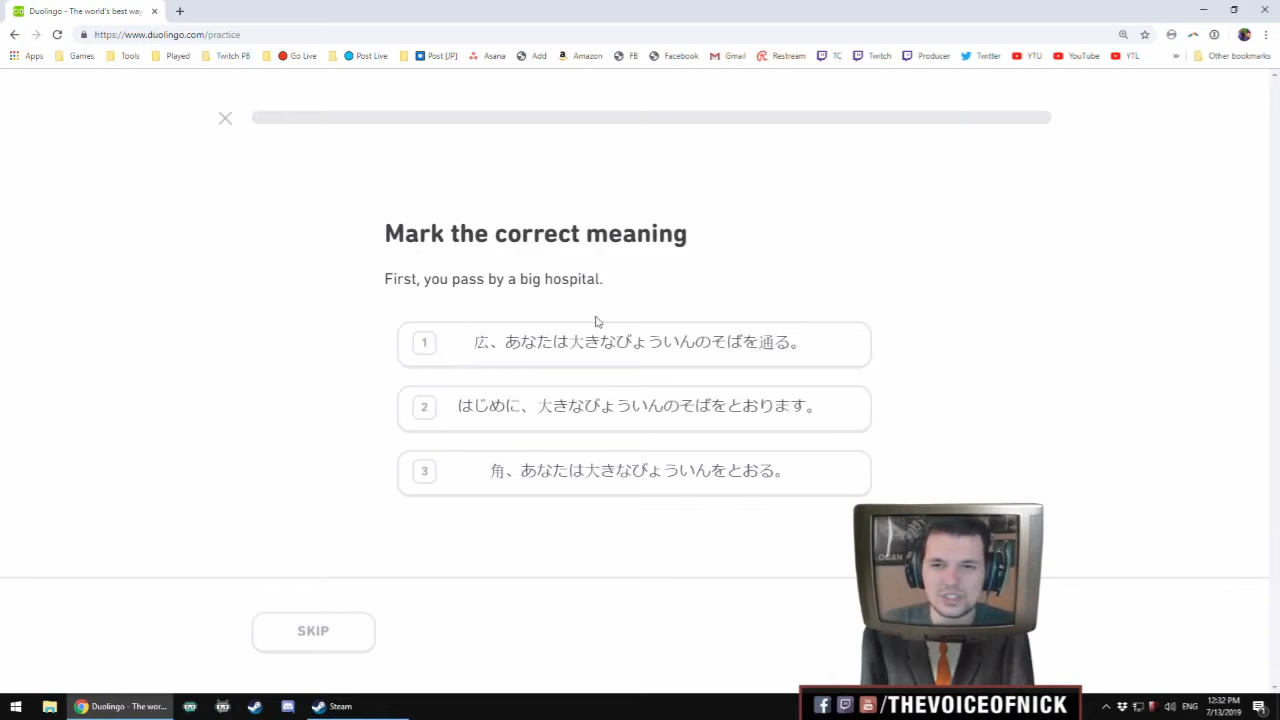 Duolingo - The world's best way
https://www.duolingo.com/practice
Apps Games Tools Played Twitch PB Go Live Post Live Post [JP] Asana Add Amazon FB Facebook Gmail Restream TC Twitch Producer Twitter YTU YouTube YTL » Other bookmarks
Mark the correct meaning
First, you pass by a big hospital.
1 広、あなたは大きなびょういんのそばを通る。
2 はじめに、大きなびょういんのそばをとおります。
3 角、あなたは大きなびょういんをとおる。
OGAN
SKIP
/THEVOICEOFNICK
Duolingo - The wor... Steam ENG 12:32 PM
7/13/2019